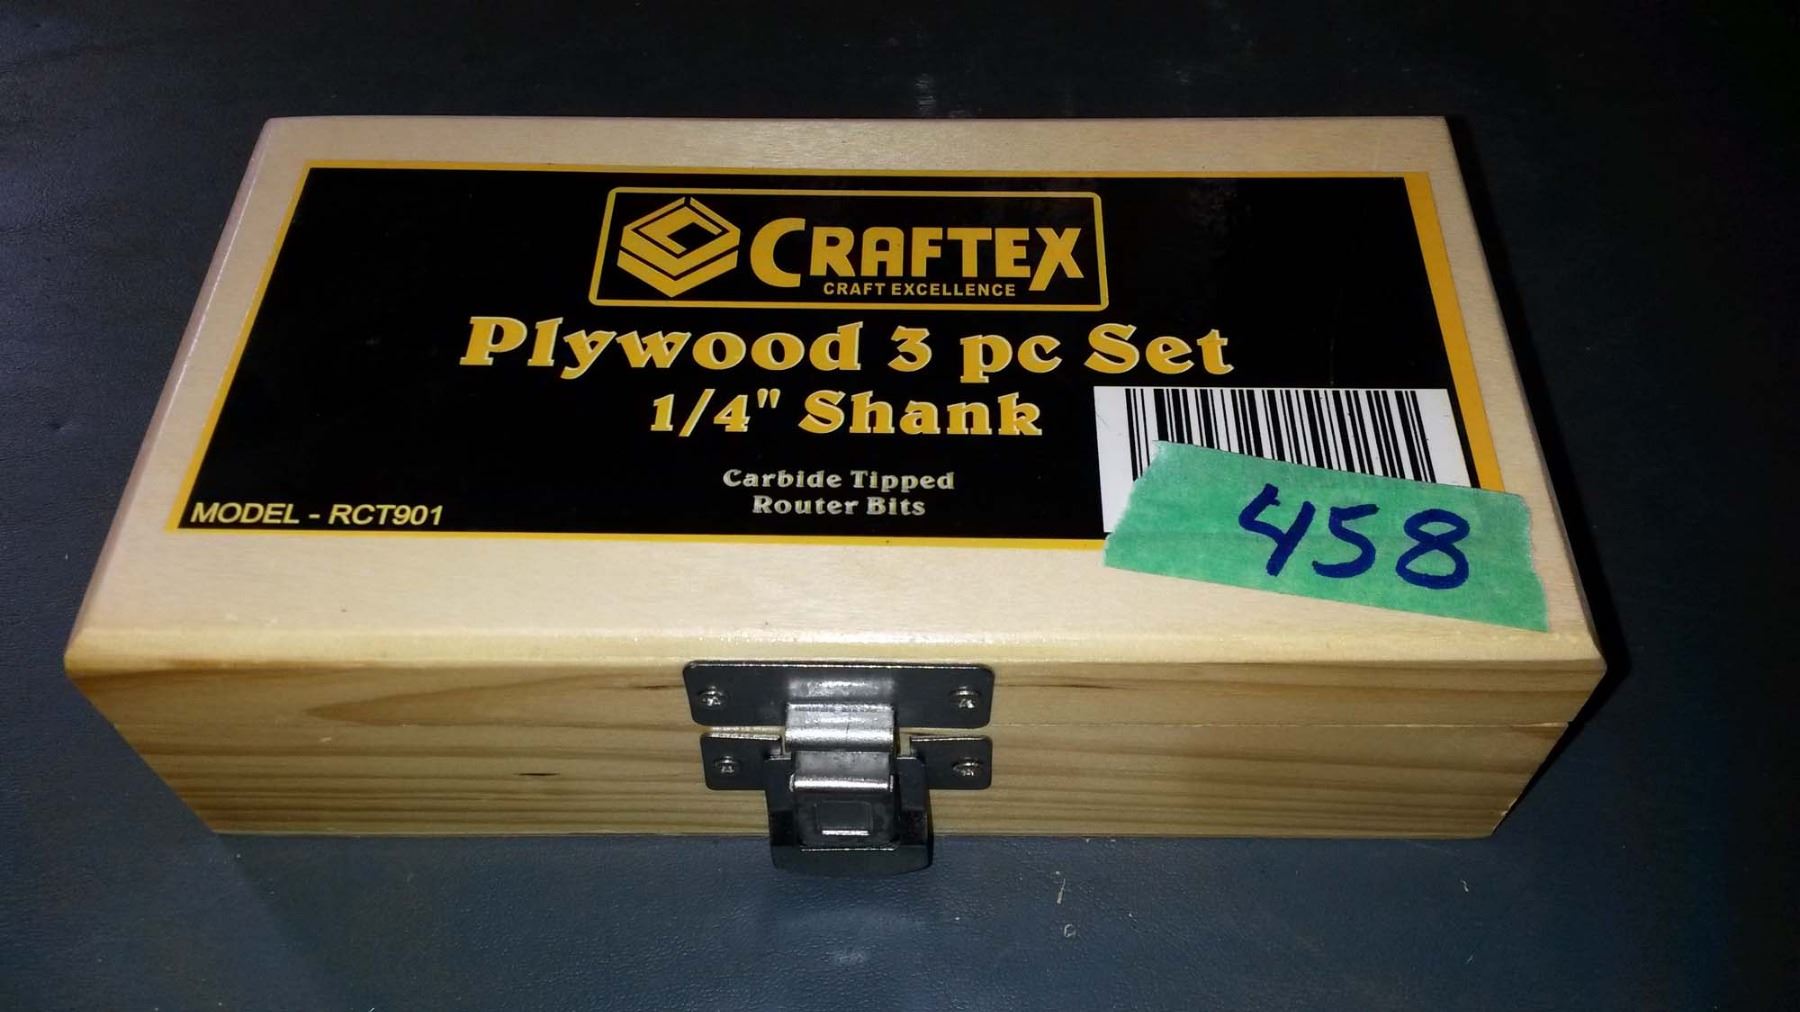 CRAFTEX
CRAFT EXCELLENCE
Plywood 3 pc Set
1/4" Shank
Carbide Tipped
Router Bits
MODEL - RCT901
458